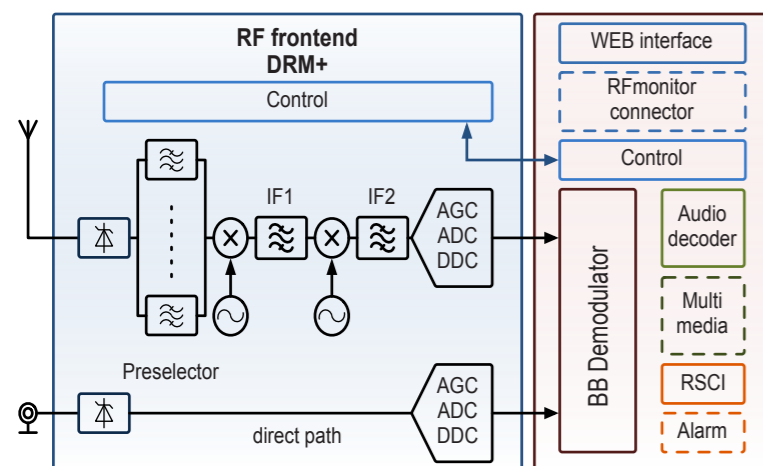 RF frontend
DRM+
Control
WEB interface
RFmonitor
connector
Control
IF1
IF2
AGC
ADC
DDC
BB Demodulator
Audio
decoder
Multi
media
Preselector
direct path
AGC
ADC
DDC
RSCI
Alarm